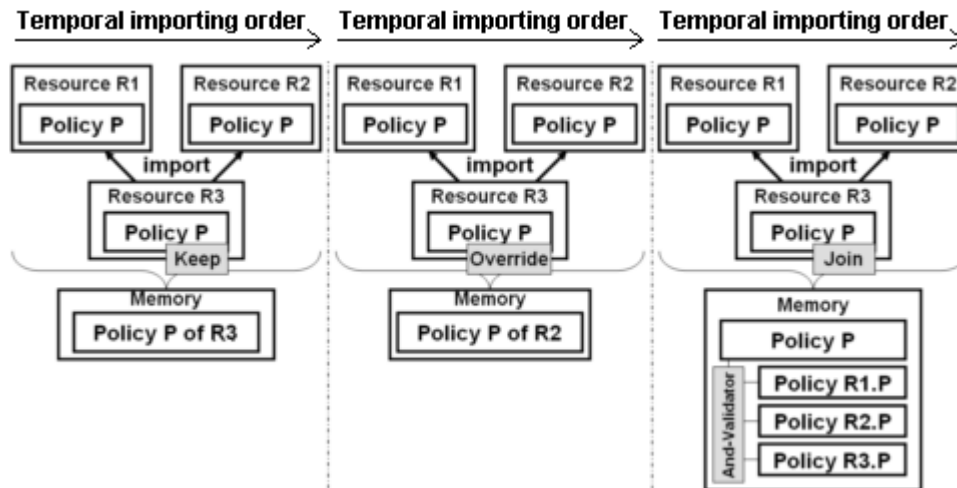 Temporal importing order
Resource R1
Policy P
Resource R2
Policy P
import
Resource R3
Policy P
Keep
Memory
Policy P of R3
Temporal importing order
Resource R1
Policy P
Resource R2
Policy P
import
Resource R3
Policy P
Override
Memory
Policy P of R2
Temporal importing order
Resource R1
Policy P
Resource R2
Policy P
import
Resource R3
Policy P
Join
Memory
Policy P
And-Validator
Policy R1.P
Policy R2.P
Policy R3.P